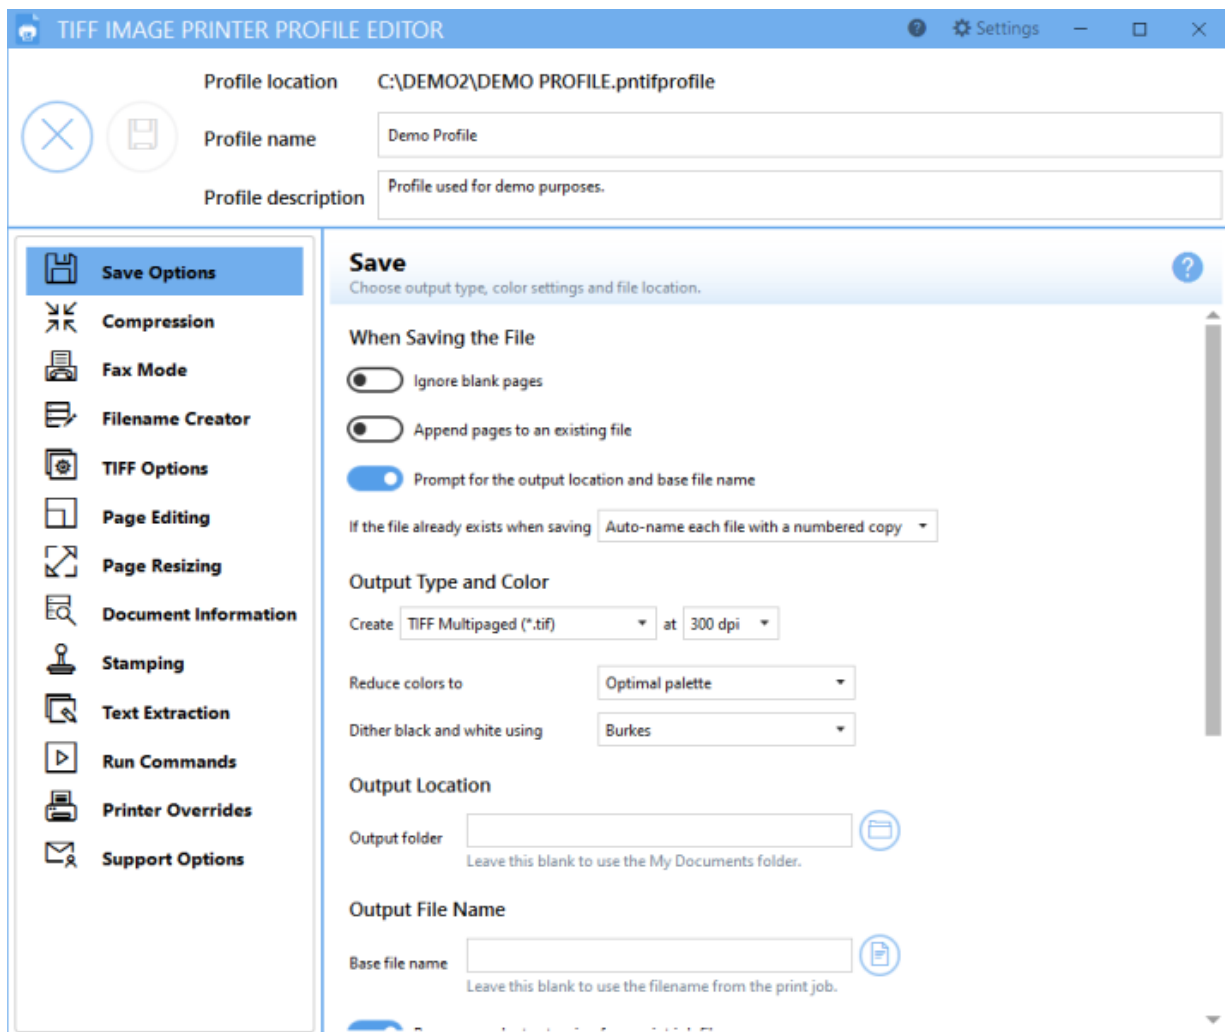 TIFF IMAGE PRINTER PROFILE EDITOR
? Settings
Profile location C:\DEMO2\DEMO PROFILE.pntifprofile
Profile name Demo Profile
Profile description Profile used for demo purposes.
Save Options
Compression
Fax Mode
Filename Creator
TIFF Options
Page Editing
Page Resizing
Document Information
Stamping
Text Extraction
Run Commands
Printer Overrides
Support Options
Save
?
Choose output type, color settings and file location.
When Saving the File
Ignore blank pages
Append pages to an existing file
Prompt for the output location and base file name
If the file already exists when saving Auto-name each file with a numbered copy
Output Type and Color
Create TIFF Multipaged (*.tif) at 300 dpi
Reduce colors to Optimal palette
Dither black and white using Burkes
Output Location
Output folder
Leave this blank to use the My Documents folder.
Output File Name
Base file name
Leave this blank to use the filename from the print job.